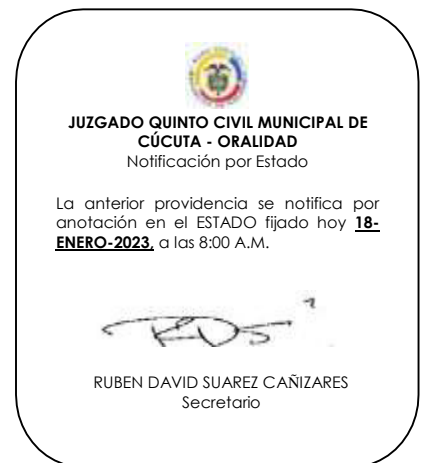 JUZGADO QUINTO CIVIL MUNICIPAL DE
CÚCUTA - ORALIDAD
Notificación por Estado
La anterior providencia se notifica por
anotación en el ESTADO fijado hoy 18-
ENERO-2023, a las 8:00 A.M.
RUBEN DAVID SUAREZ CAÑIZARES
Secretario